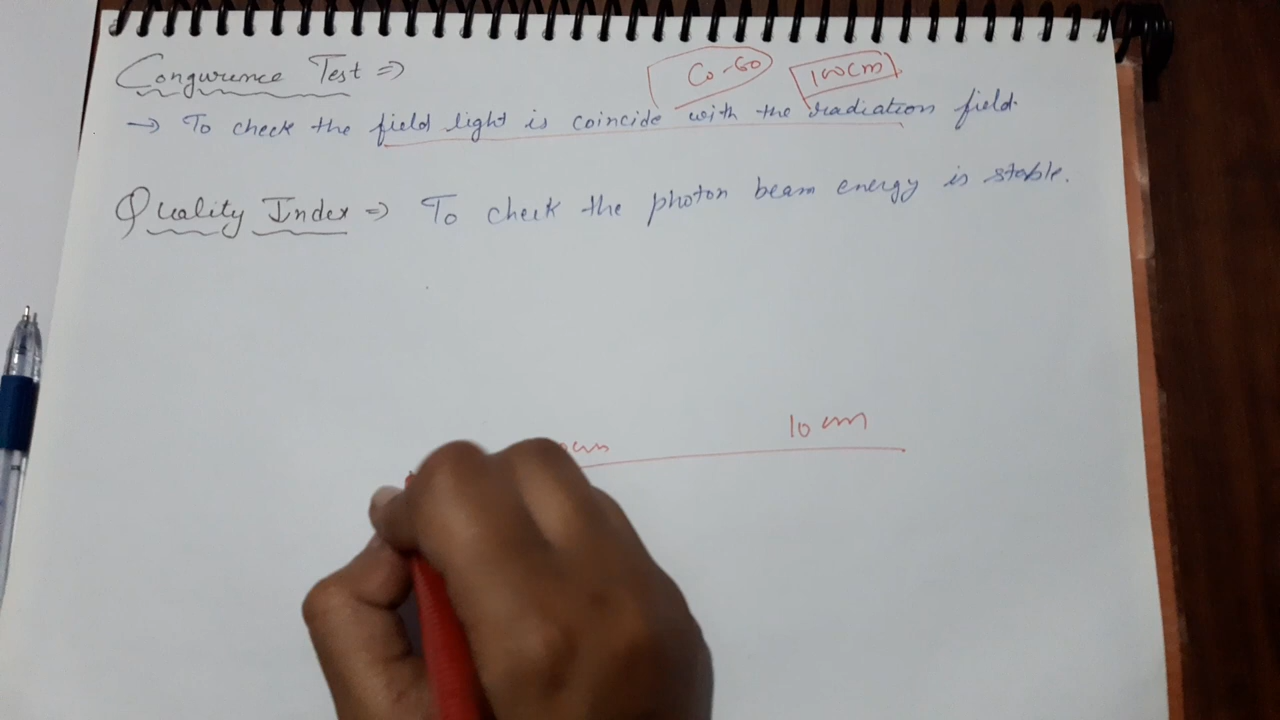 Co-60 100cm
Congurence Test ⇒
→ To check the field light is coincide with the radiation field.
Quality Index ⇒ To check the photon beam energy is stable.
10 cm